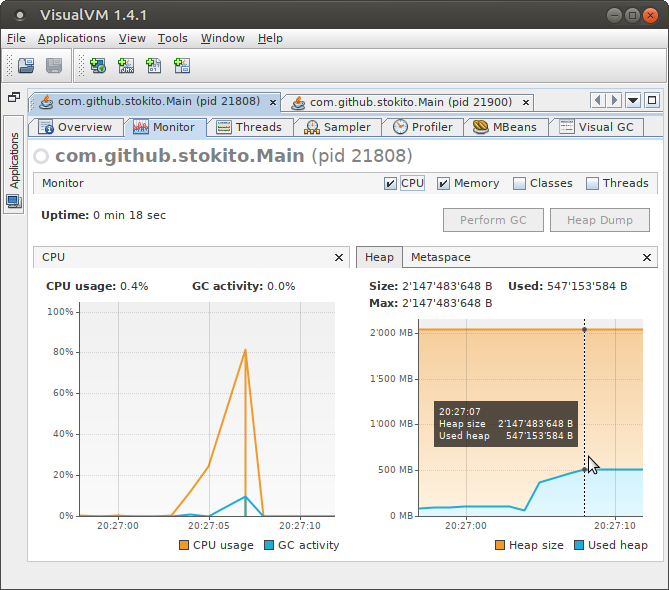 VisualVM 1.4.1
File Applications View Tools Window Help
com.github.stokito.Main (pid 21808) × com.github.stokito.Main (pid 21900) ×
Applications
Overview Monitor Threads Sampler Profiler MBeans Visual GC
com.github.stokito.Main (pid 21808)
Monitor CPU Memory Classes Threads
Uptime: 0 min 18 sec
Perform GC Heap Dump
CPU ×
CPU usage: 0.4% GC activity: 0.0%
100%
80%
60%
40%
20%
0%
20:27:00 20:27:05 20:27:10
CPU usage GC activity
Heap Metaspace ×
Size: 2'147'483'648 B Used: 547'153'584 B
Max: 2'147'483'648 B
2'000 MB
1'500 MB
1'000 MB
500 MB
0 MB
20:27:07
Heap size 2'147'483'648 B
Used heap 547'153'584 B
20:27:00 20:27:10
Heap size Used heap